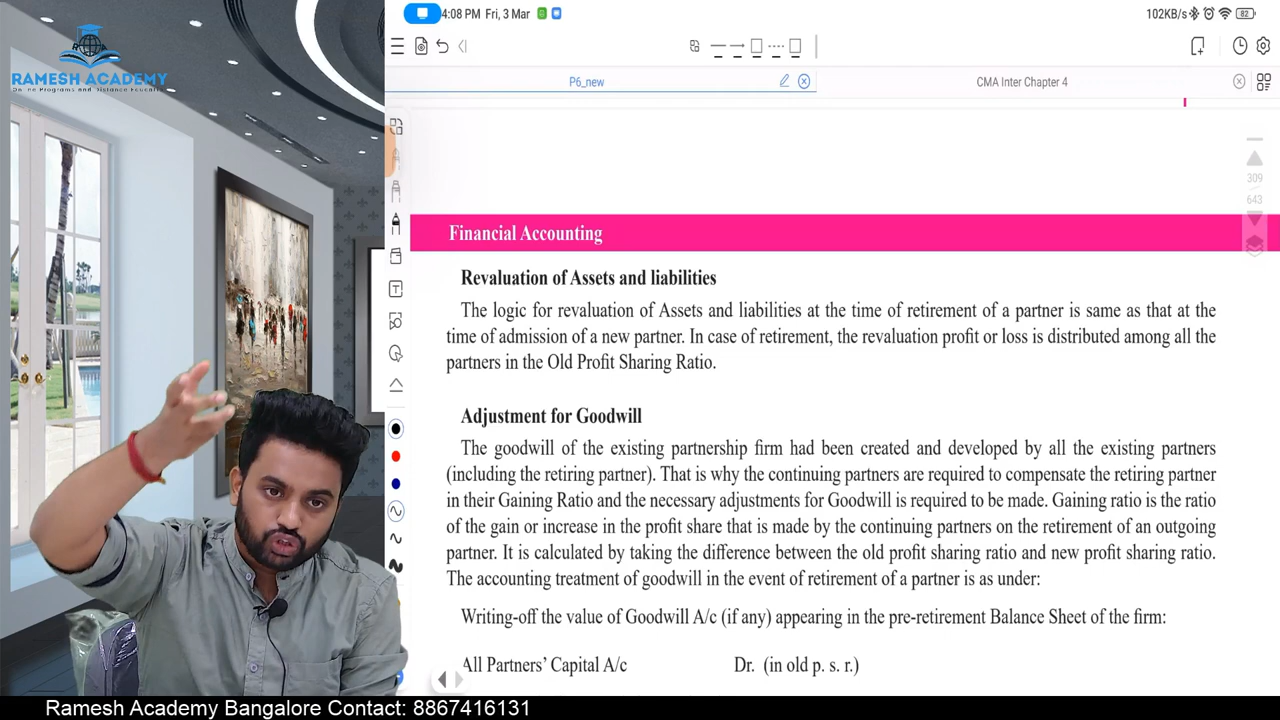 4:08 PM Fri, 3 Mar
102KB/s
82
RAMESH ACADEMY
Online Programs and Distance Education
P6_new
CMA Inter Chapter 4
309
643
Financial Accounting
Revaluation of Assets and liabilities
The logic for revaluation of Assets and liabilities at the time of retirement of a partner is same as that at the
time of admission of a new partner. In case of retirement, the revaluation profit or loss is distributed among all the
partners in the Old Profit Sharing Ratio.
Adjustment for Goodwill
The goodwill of the existing partnership firm had been created and developed by all the existing partners
(including the retiring partner). That is why the continuing partners are required to compensate the retiring partner
in their Gaining Ratio and the necessary adjustments for Goodwill is required to be made. Gaining ratio is the ratio
of the gain or increase in the profit share that is made by the continuing partners on the retirement of an outgoing
partner. It is calculated by taking the difference between the old profit sharing ratio and new profit sharing ratio.
The accounting treatment of goodwill in the event of retirement of a partner is as under:
Writing-off the value of Goodwill A/c (if any) appearing in the pre-retirement Balance Sheet of the firm:
All Partners' Capital A/c Dr. (in old p. s. r.)
Ramesh Academy Bangalore Contact: 8867416131